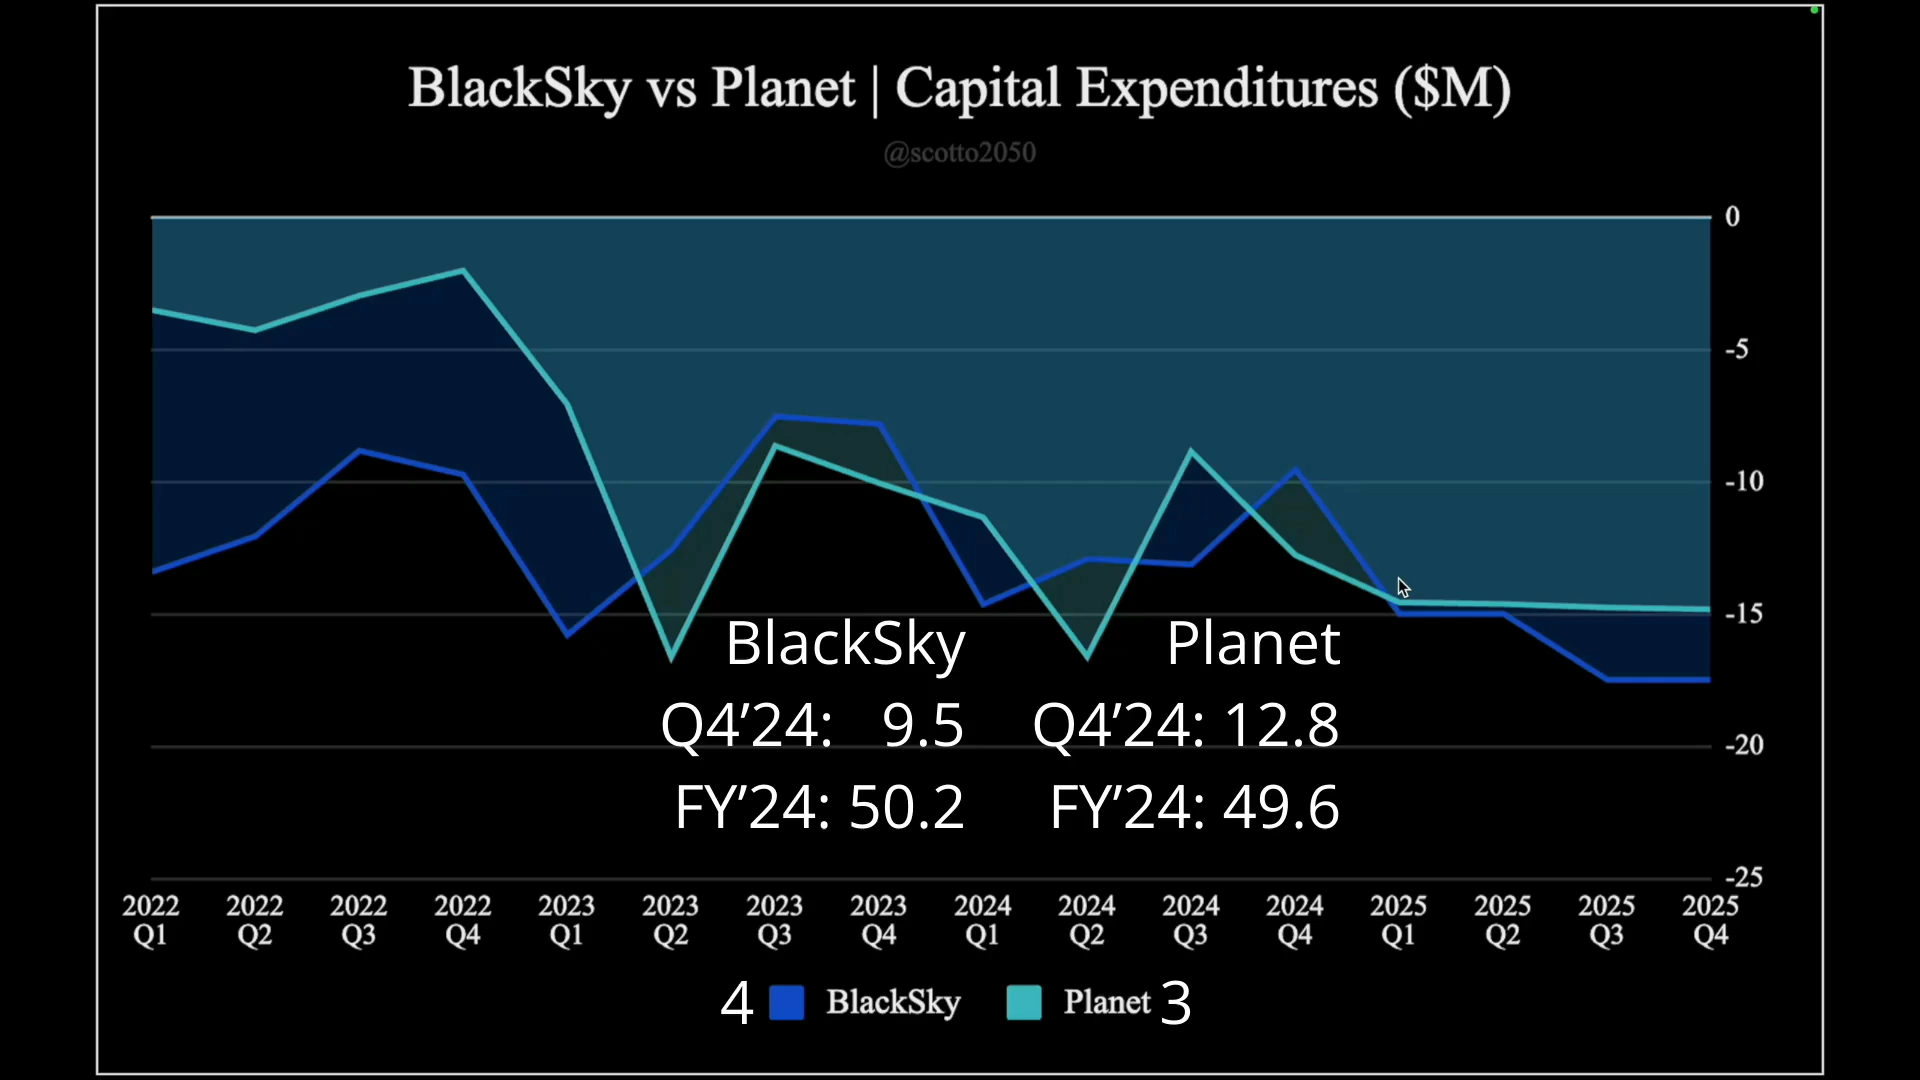 BlackSky vs Planet | Capital Expenditures ($M)
@scotto2050
0
-5
-10
-15
BlackSky Planet
Q4’24: 9.5 Q4’24: 12.8
-20
FY’24: 50.2 FY’24: 49.6
-25
2022 2022 2022 2022 2023 2023 2023 2023 2024 2024 2024 2024 2025 2025 2025 2025
Q1 Q2 Q3 Q4 Q1 Q2 Q3 Q4 Q1 Q2 Q3 Q4 Q1 Q2 Q3 Q4
4 BlackSky Planet 3